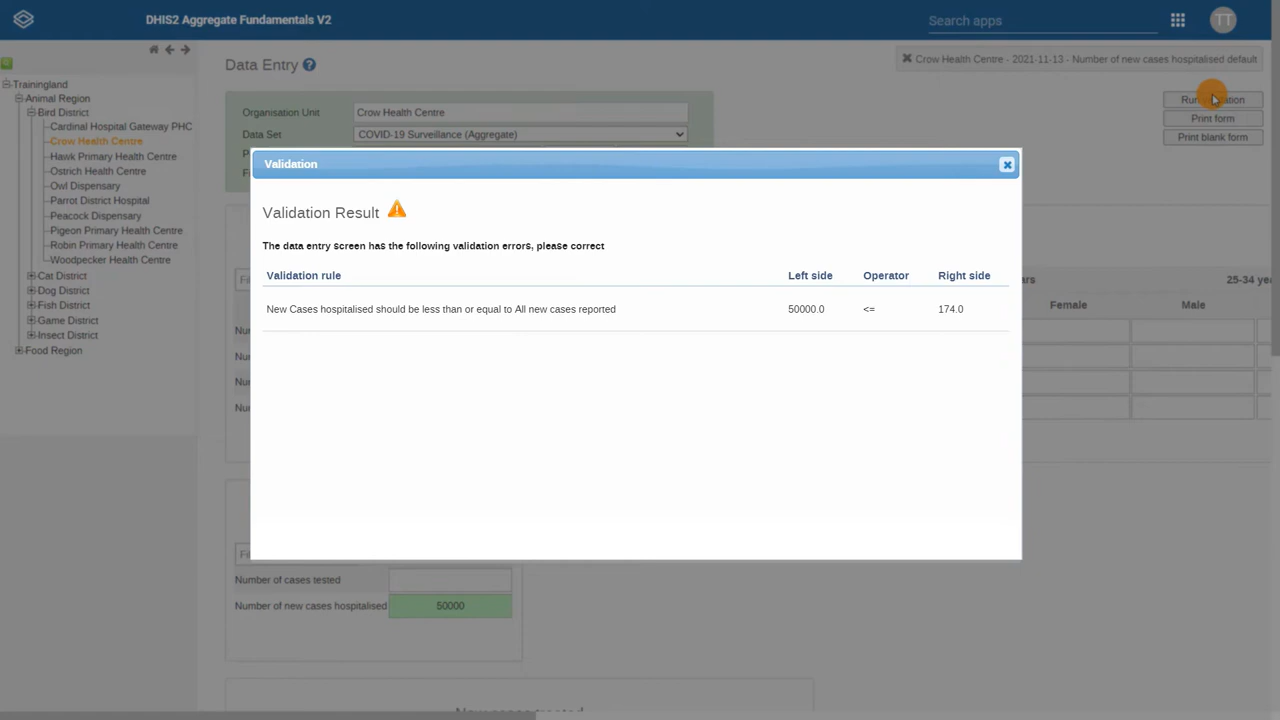 DHIS2 Aggregate Fundamentals V2
Search apps
TT
Trainingland
Animal Region
Bird District
Cardinal Hospital Gateway PHC
Crow Health Centre
Hawk Primary Health Centre
Ostrich Health Centre
Owl Dispensary
Parrot District Hospital
Peacock Dispensary
Pigeon Primary Health Centre
Robin Primary Health Centre
Woodpecker Health Centre
Cat District
Dog District
Fish District
Game District
Insect District
Food Region
Data Entry
Crow Health Centre - 2021-11-13 - Number of new cases hospitalised default
Organisation Unit Crow Health Centre
Data Set COVID-19 Surveillance (Aggregate)
Print form
Print blank form
Validation
Validation Result
The data entry screen has the following validation errors, please correct
Validation rule Left side Operator Right side
New Cases hospitalised should be less than or equal to All new cases reported 50000.0 <= 174.0
25-34
Female Male
Number of cases tested
Number of new cases hospitalised 50000